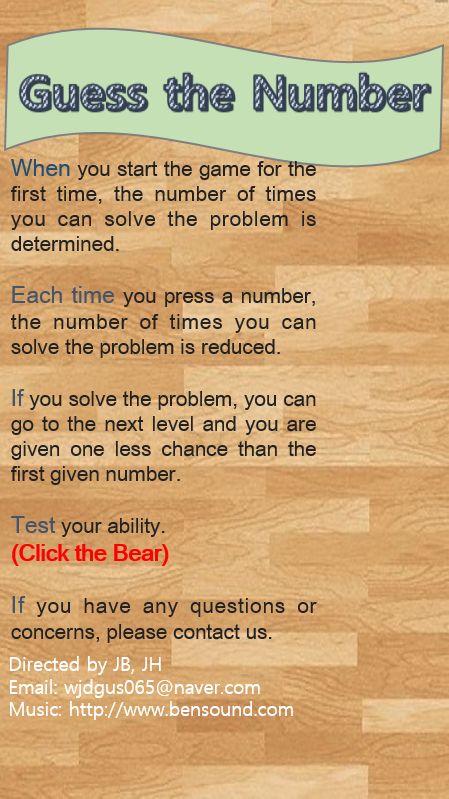 Guess the Number
When you start the game for the
first time, the number of times
you can solve the problem is
determined.
Each time you press a number,
the number of times you can
solve the problem is reduced.
If you solve the problem, you can
go to the next level and you are
given one less chance than the
first given number.
Test your ability.
(Click the Bear)
If you have any questions or
concerns, please contact us.
Directed by JB, JH
Email: wjdgus065@naver.com
Music: http://www.bensound.com